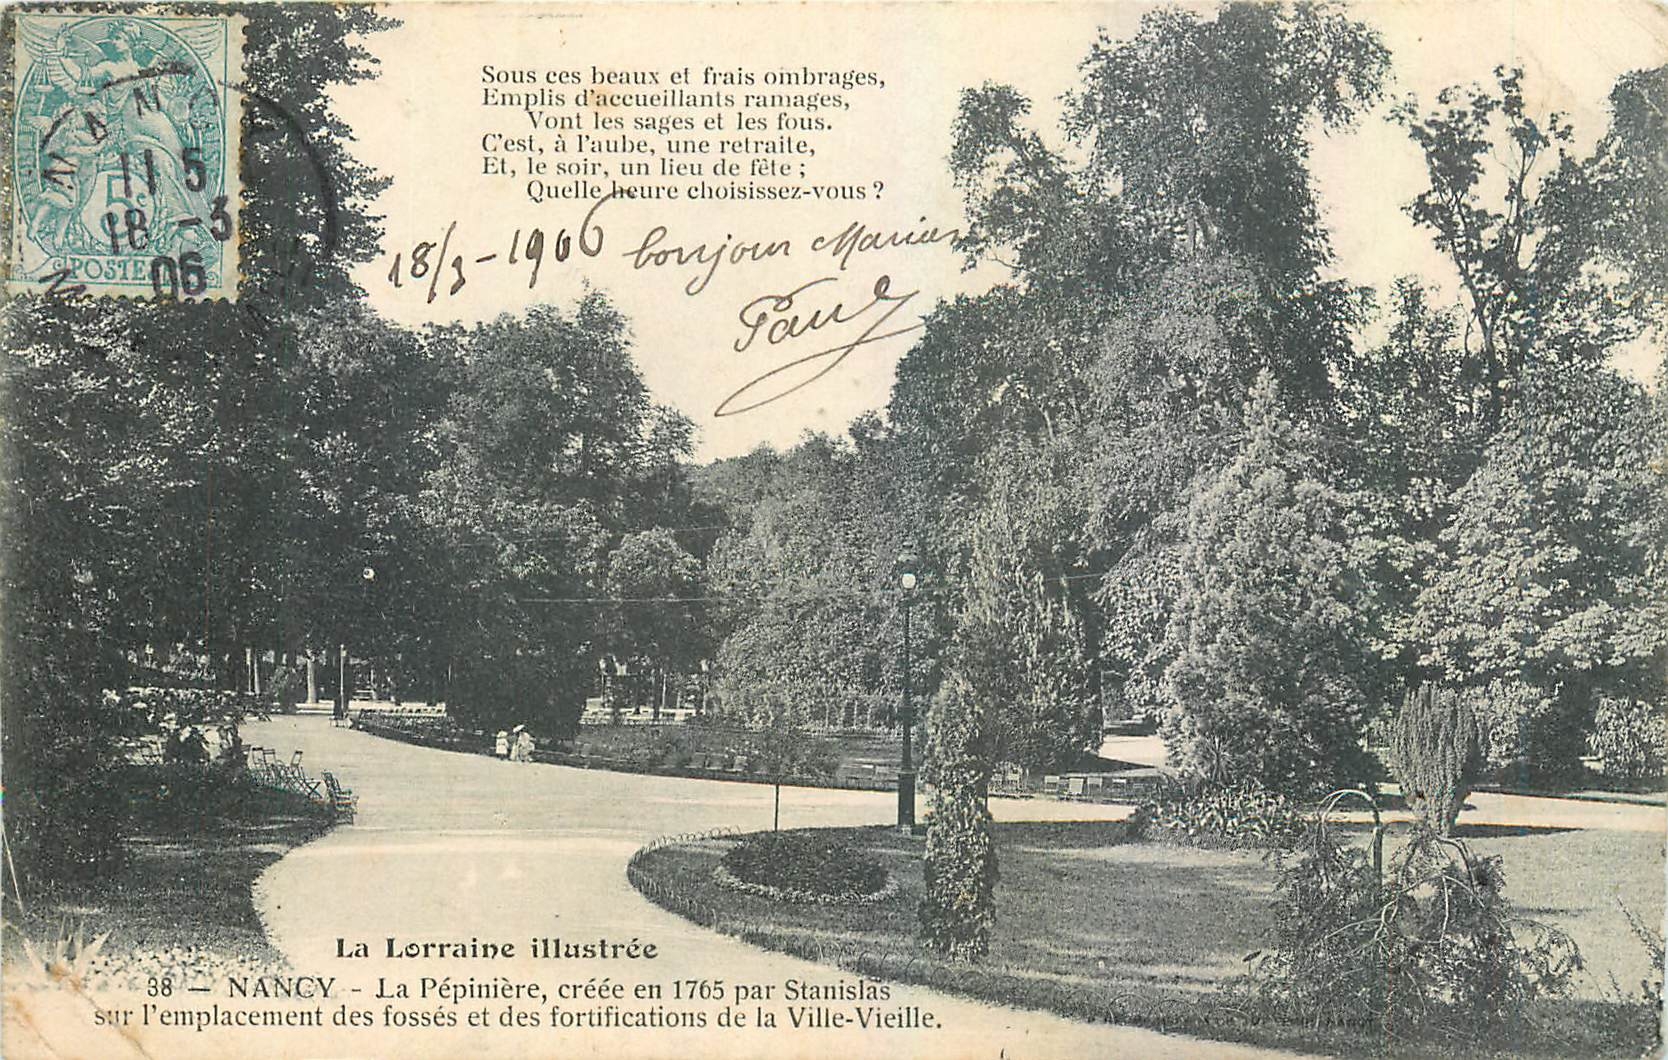 Sous ces beaux et frais ombrages,
Emplis d'accueillants ramages,
Vont les sages et les fous.
C'est, à l'aube, une retraite,
Et, le soir, un lieu de fête ;
Quelle heure choisissez-vous ?
18/3-1906 bonjour
Paul
NANC
11 5
18 -3
06
5c
POSTE
La Lorraine illustrée
38 — NANCY - La Pépinière, créée en 1765 par Stanislas
sur l'emplacement des fossés et des fortifications de la Ville-Vieille.